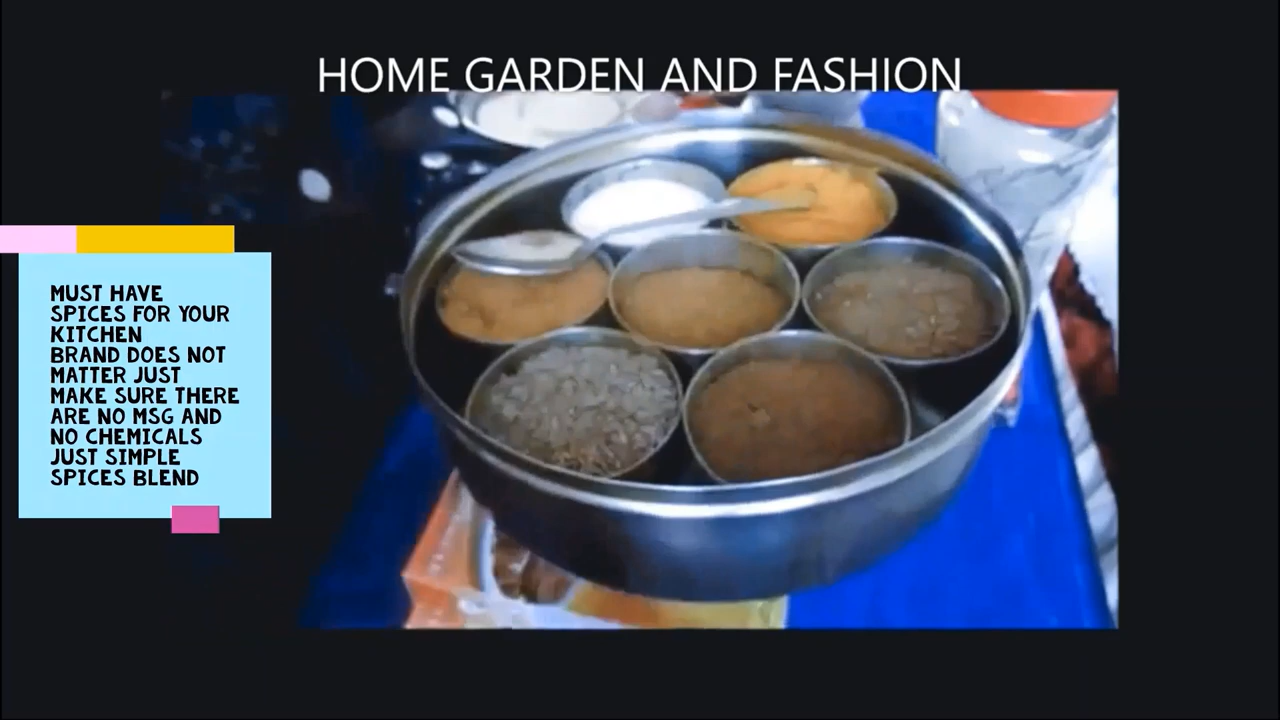 HOME GARDEN AND FASHION
MUST HAVE
SPICES FOR YOUR
KITCHEN
BRAND DOES NOT
MATTER JUST
MAKE SURE THERE
ARE NO MSG AND
NO CHEMICALS
JUST SIMPLE
SPICES BLEND